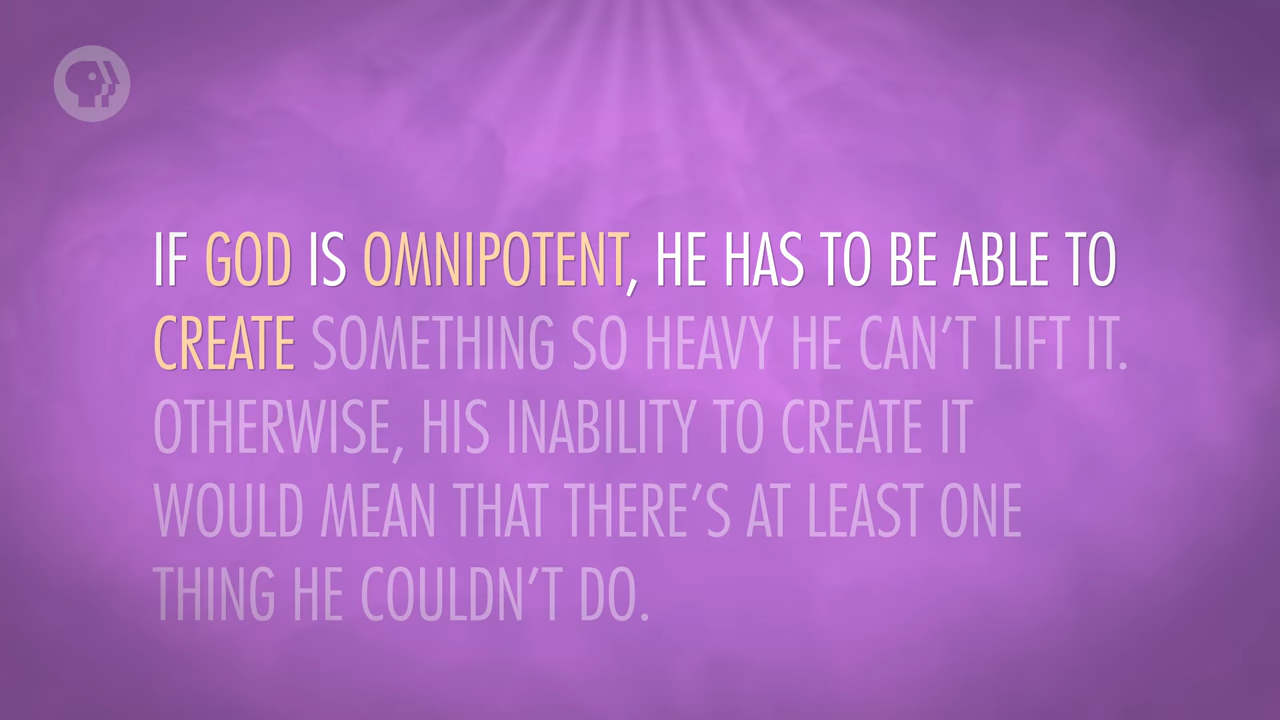 IF GOD IS OMNIPOTENT, HE HAS TO BE ABLE TO
CREATE SOMETHING SO HEAVY HE CAN’T LIFT IT.
OTHERWISE, HIS INABILITY TO CREATE IT
WOULD MEAN THAT THERE’S AT LEAST ONE
THING HE COULDN’T DO.